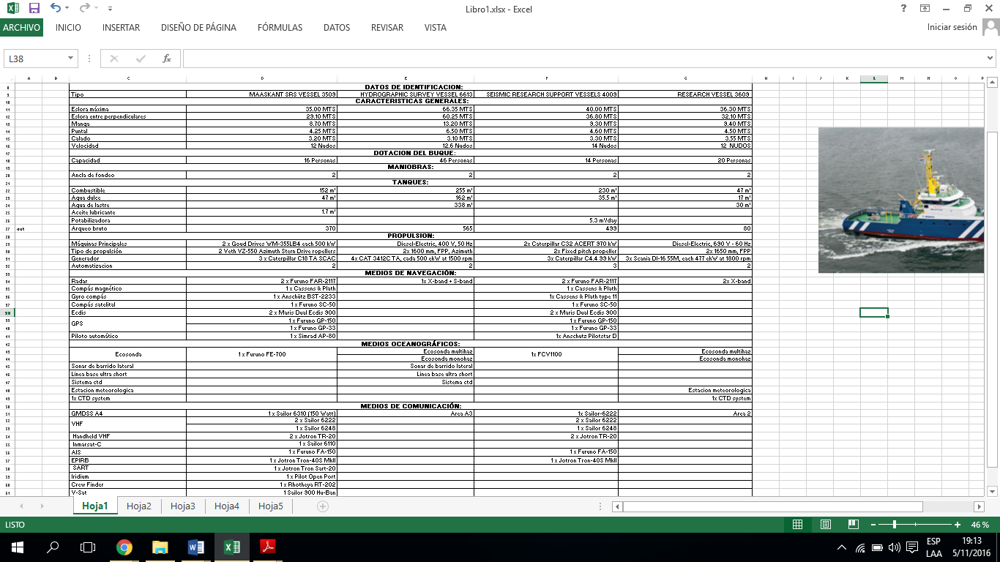 Libro1.xlsx - Excel
ARCHIVO INICIO INSERTAR DISEÑO DE PÁGINA FÓRMULAS DATOS REVISAR VISTA Iniciar sesión
L38
DATOS DE IDENTIFICACION:
Tipo MAASKANT SRS VESSEL 3509 HYDROGRAPHIC SURVEY VESSEL 6613 SEISMIC RESEARCH SUPPORT VESSELS 4009 RESEARCH VESSEL 3609
CARACTERISTICAS GENERALES:
Eslora máxima 35.00 MTS 66.35 MTS 40.00 MTS 36.30 MTS
Eslora entre perpendiculares 29.10 MTS 60.25 MTS 36.80 MTS 32.10 MTS
Manga 8.70 MTS 13.20 MTS 9.30 MTS 9.40 MTS
Puntal 4.25 MTS 6.50 MTS 4.60 MTS 4.50 MTS
Calado 3.20 MTS 3.10 MTS 3.30 MTS 3.55 MTS
Velocidad 12 Nudos 12.6 Nudos 14 Nudos 12 NUDOS
DOTACION DEL BUQUE:
Capacidad 16 Personas 46 Personas 14 Personas 20 Personas
MANIOBRAS:
Ancla de fondeo 2 2 2 2
TANQUES:
Combustible 152 m³ 255 m³ 230 m³ 47 m³
Agua dulce 47 m³ 162 m³ 35.5 m³ 17 m³
Agua de lastre 338 m³ 30 m³
Aceite lubricante 1.7 m³
Potabilizadora 5.3 m³/day
aut Arqueo bruto 370 565 499 80
PROPULSION:
Máquinas Principales 2 x Goud Drives WM-355LB4 each 500 kW Diesel-Electric, 400 V, 50 Hz 2x Caterpillar C32 ACERT 970 kW Diesel-Electric, 690 V - 60 Hz
Tipo de propulsión 2 Veth VZ-550 Azimuth Stern Drive ropellers 2x 1600 mm, FPP, Azimuth 2x Fixed pitch propeller 2x 1650 mm, FPP
Generador 3 x Caterpillar C18 TA SCAC 4x CAT 3412C TA, cada 500 ekW at 1500 rpm 3x Caterpillar C4.4 99 kW 3x Scania DI-16 55M, each 477 ekW at 1800 rpm
Automatizacion 2 2 3 2
MEDIOS DE NAVEGACIÓN:
Radar 2 x Furuno FAR-2117 1x X-band + S-band 2 x Furuno FAR-2117 2x X-band
Compás magnético 1 x Cassens & Plath 1 x Cassens & Plath
Gyro compás 1 x Anschütz BST-2233 1x Cassens & Plath type 11
Compás satelital 1 x Furuno SC-50 1 x Furuno SC-50
Ecdis 2 x Maris Dual Ecdis 900 2 x Maris Dual Ecdis 900
GPS 1 x Furuno GP-150 1 x Furuno GP-150
1 x Furuno GP-33 1 x Furuno GP-33
Piloto automático 1 x Simrad AP-80 1x Anschutz Pilotstar D
MEDIOS OCEANOGRÁFICOS:
Ecosonda 1 x Furuno FE-700 Ecosonda multihaz 1x FCV1100 Ecosonda multihaz
Ecosonda monohaz Ecosonda monohaz
Sonar de barrido lateral Sonar de barrido lateral
Linea base ultra short Linea base ultra short
Sistema ctd Sistema ctd
Estacion meteorologica Estacion meteorologica
1x CTD system 1x CTD system
MEDIOS DE COMUNICACIÓN:
GMDSS A4 1 x Sailor 6310 (150 Watt) Area A3 1x Sailor-6222 Area 2
VHF 2 x Sailor 6222 2 x Sailor 6222
1 x Sailor 6248 1 x Sailor 6248
Handheld VHF 2 x Jotron TR-20 2 x Jotron TR-20
Inmarsat-C 1 x Sailor 6110
AIS 1 x Furuno FA-150 1 x Furuno FA-150
EPIRB 1 x Jotron Tron-40S MkII 1 x Jotron Tron-40S MkII
SART 1 x Jotron Tron Sart-20
Iridium 1 x Pilot Open Port
Crew Finder 1 x Rhotheya RT-202
V-Sat 1 Sailor 900 Hu-Ban
Hoja1 Hoja2 Hoja3 Hoja4 Hoja5
LISTO 46 %
ESP 19:13
LAA 5/11/2016